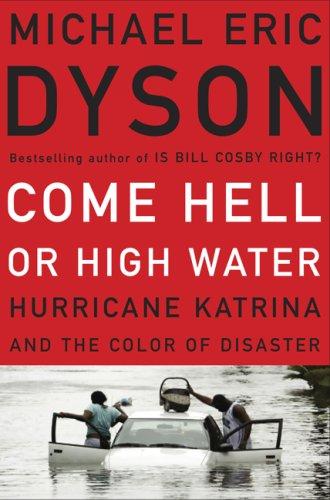 MICHAEL ERIC
DYSON
Bestselling author of IS BILL COSBY RIGHT?
COME HELL
OR HIGH WATER
HURRICANE KATRINA
AND THE COLOR OF DISASTER